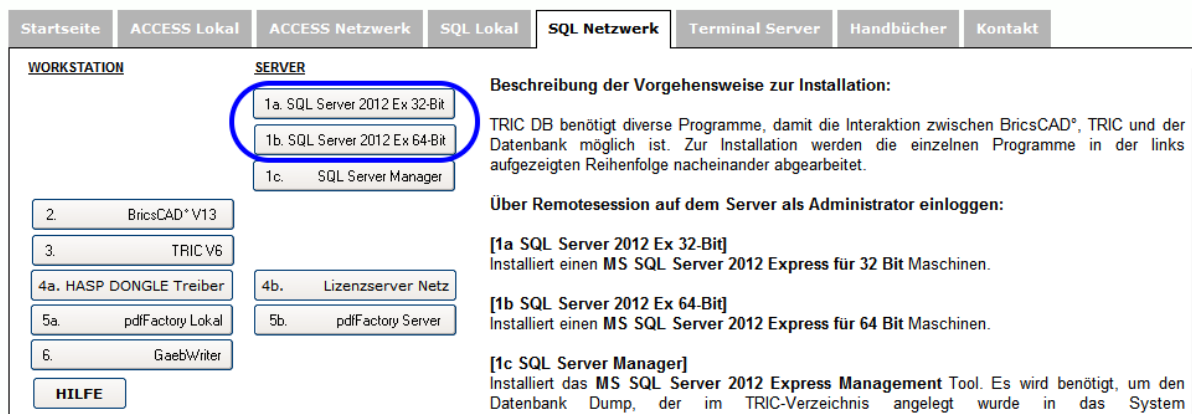 Startseite ACCESS Lokal ACCESS Netzwerk SQL Lokal SQL Netzwerk Terminal Server Handbücher Kontakt
WORKSTATION SERVER
1a. SQL Server 2012 Ex 32-Bit
1b. SQL Server 2012 Ex 64-Bit
1c. SQL Server Manager
2. BricsCAD° V13
3. TRIC V6
4a. HASP DONGLE Treiber 4b. Lizenzserver Netz
5a. pdfFactory Lokal 5b. pdfFactory Server
6. GaebWriter
HILFE
Beschreibung der Vorgehensweise zur Installation:
TRIC DB benötigt diverse Programme, damit die Interaktion zwischen BricsCAD°, TRIC und der
Datenbank möglich ist. Zur Installation werden die einzelnen Programme in der links
aufgezeigten Reihenfolge nacheinander abgearbeitet.
Über Remotesession auf dem Server als Administrator einloggen:
[1a SQL Server 2012 Ex 32-Bit]
Installiert einen MS SQL Server 2012 Express für 32 Bit Maschinen.
[1b SQL Server 2012 Ex 64-Bit]
Installiert einen MS SQL Server 2012 Express für 64 Bit Maschinen.
[1c SQL Server Manager]
Installiert das MS SQL Server 2012 Express Management Tool. Es wird benötigt, um den
Datenbank Dump, der im TRIC-Verzeichnis angelegt wurde in das System